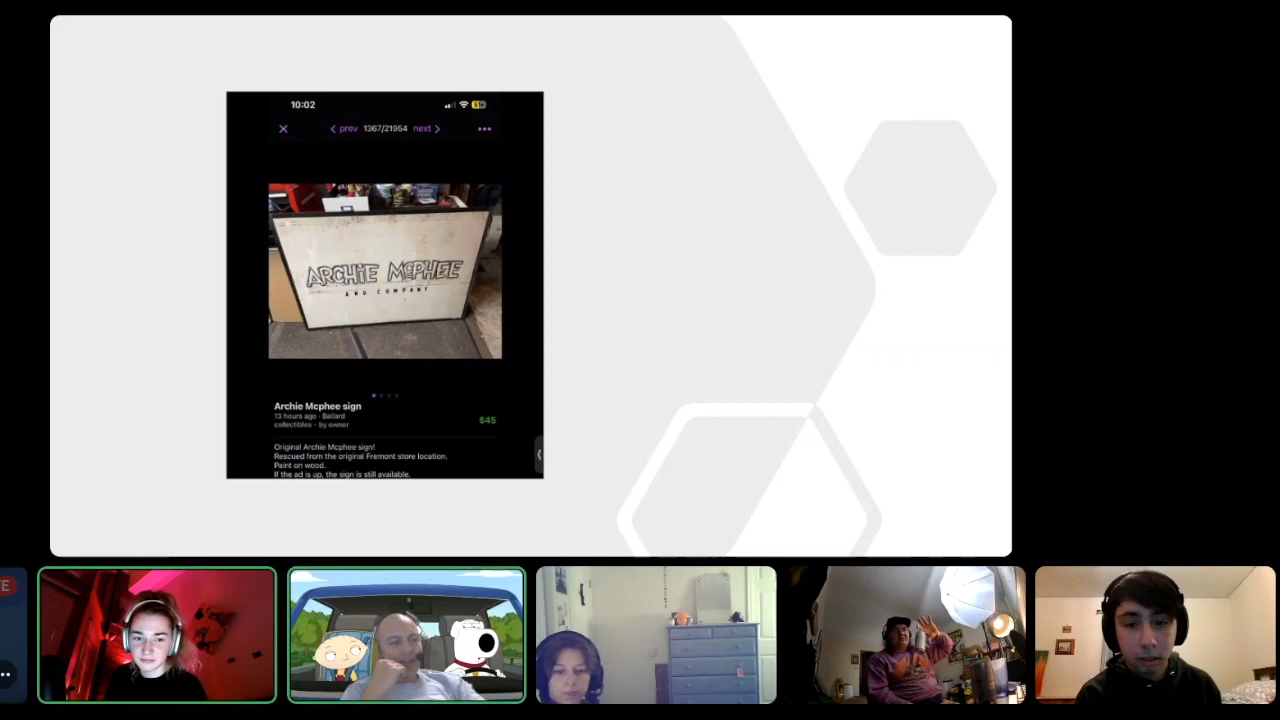 10:02
prev 1367/21954 next
ARCHIE McPHEE
AND COMPANY
Archie Mcphee sign
13 hours ago - Ballard
collectibles - by owner
$45
Original Archie Mcphee sign!
Rescued from the original Fremont store location.
Paint on wood.
If the ad is up, the sign is still available.